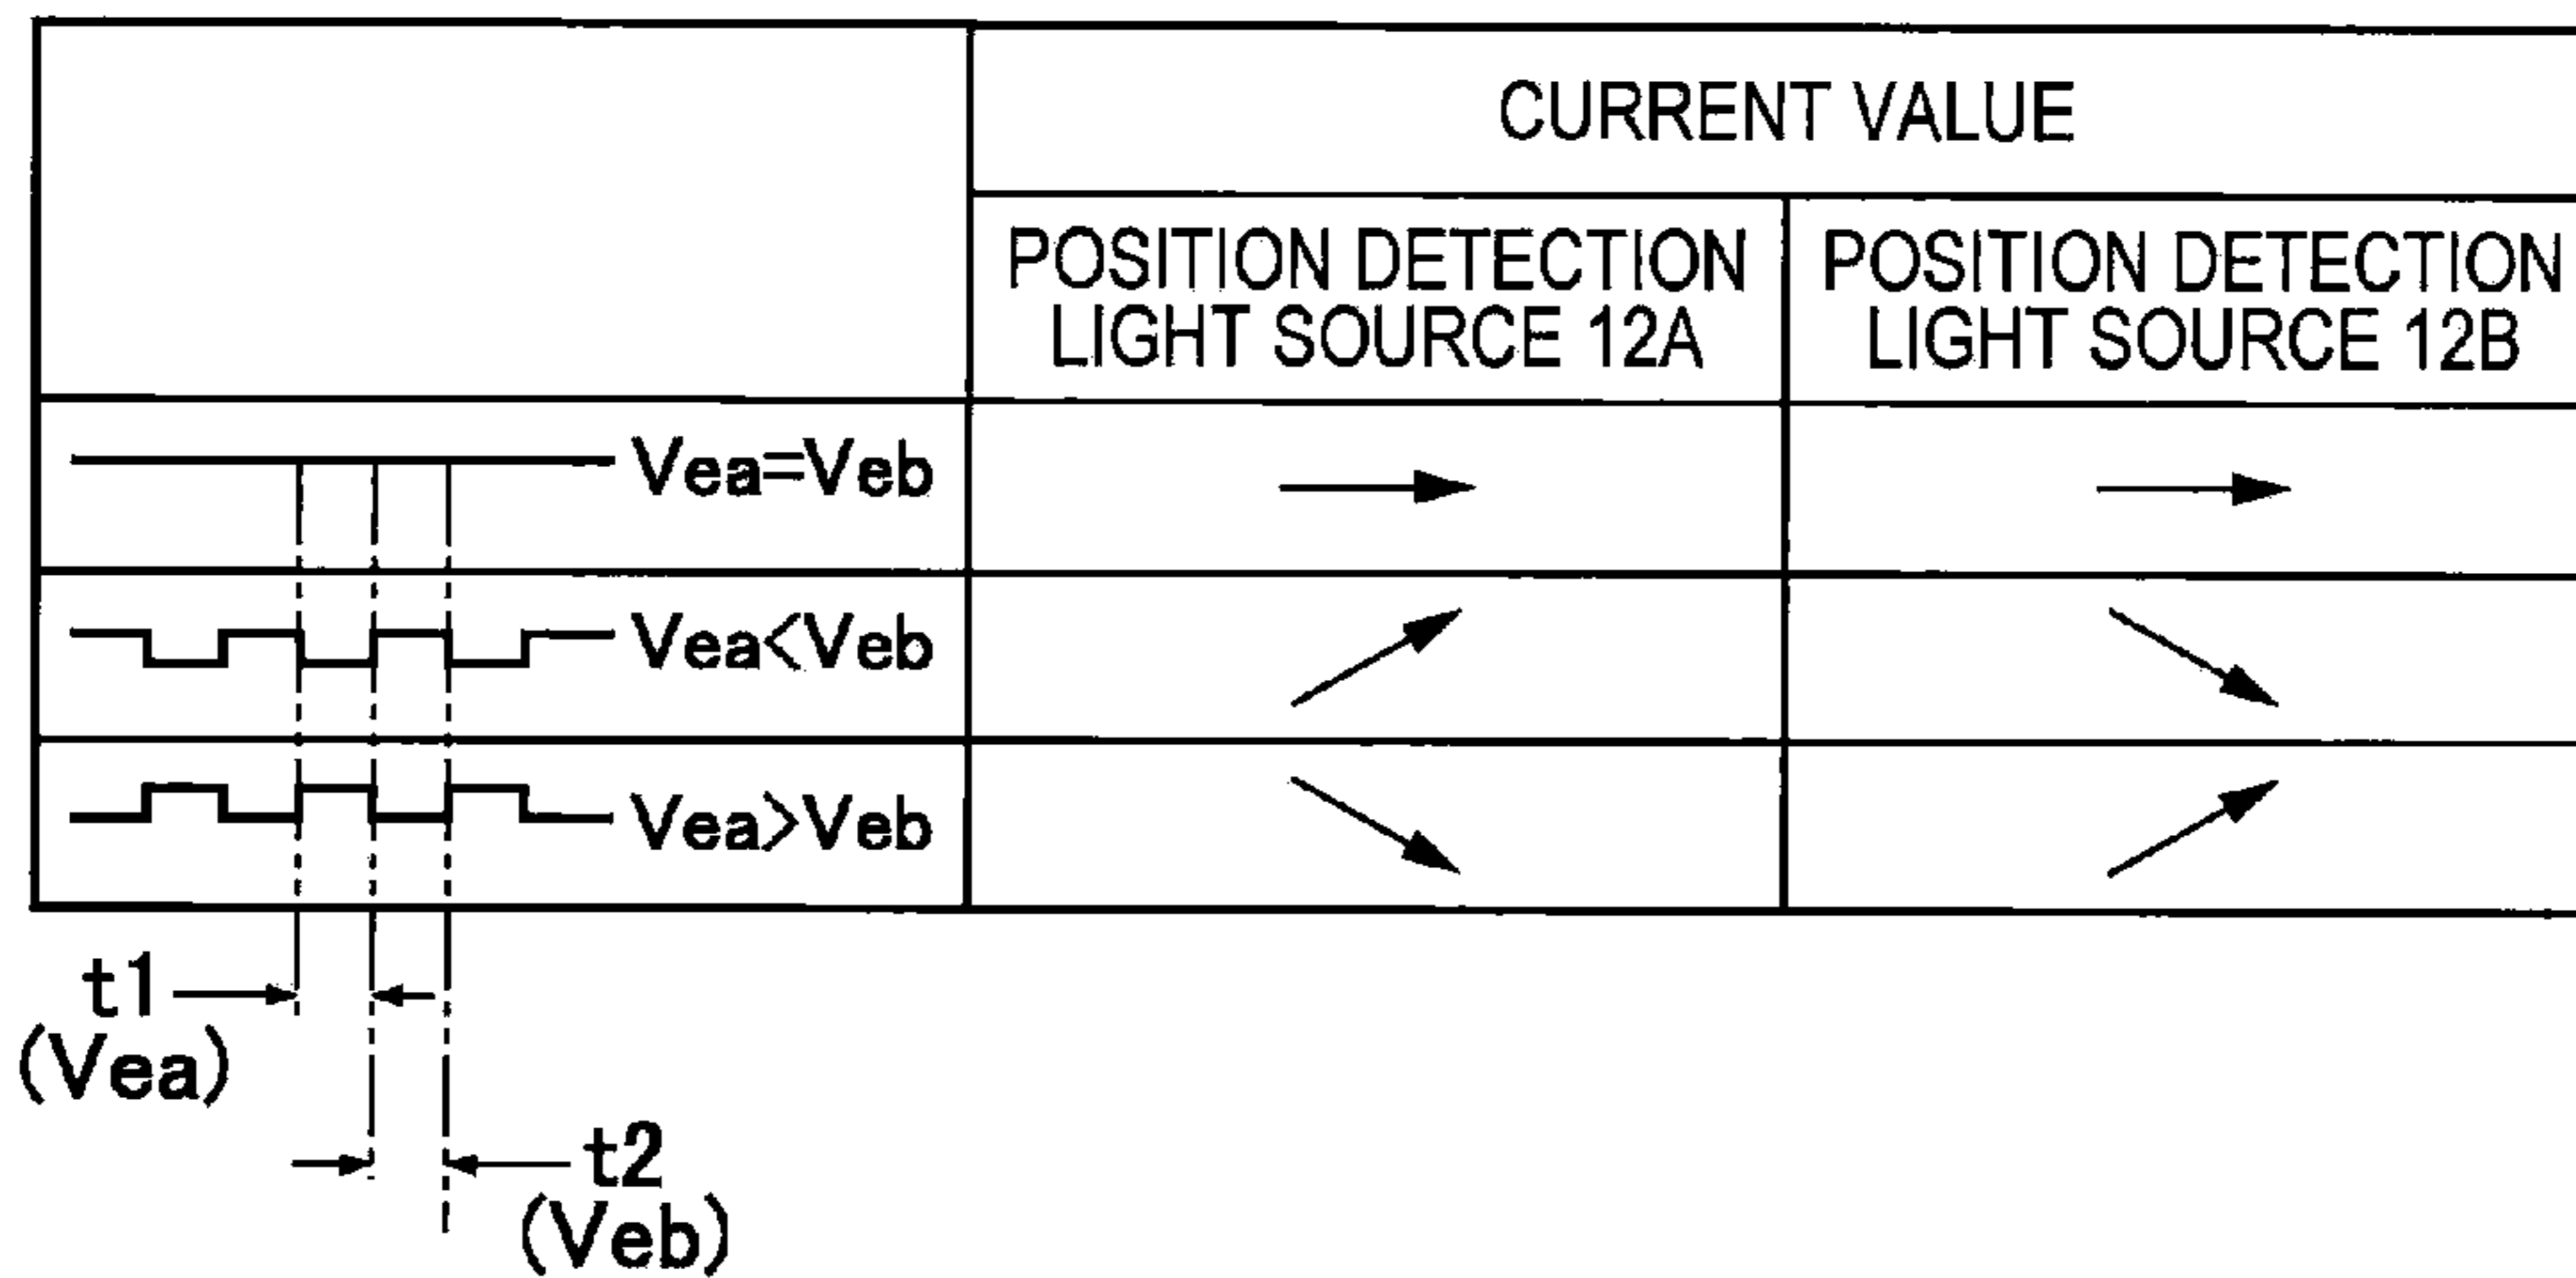 CURRENT VALUE
POSITION DETECTION
LIGHT SOURCE 12A
POSITION DETECTION
LIGHT SOURCE 12B
Vea=Veb
Vea<Veb
Vea>Veb
t1
(Vea)
t2
(Veb)